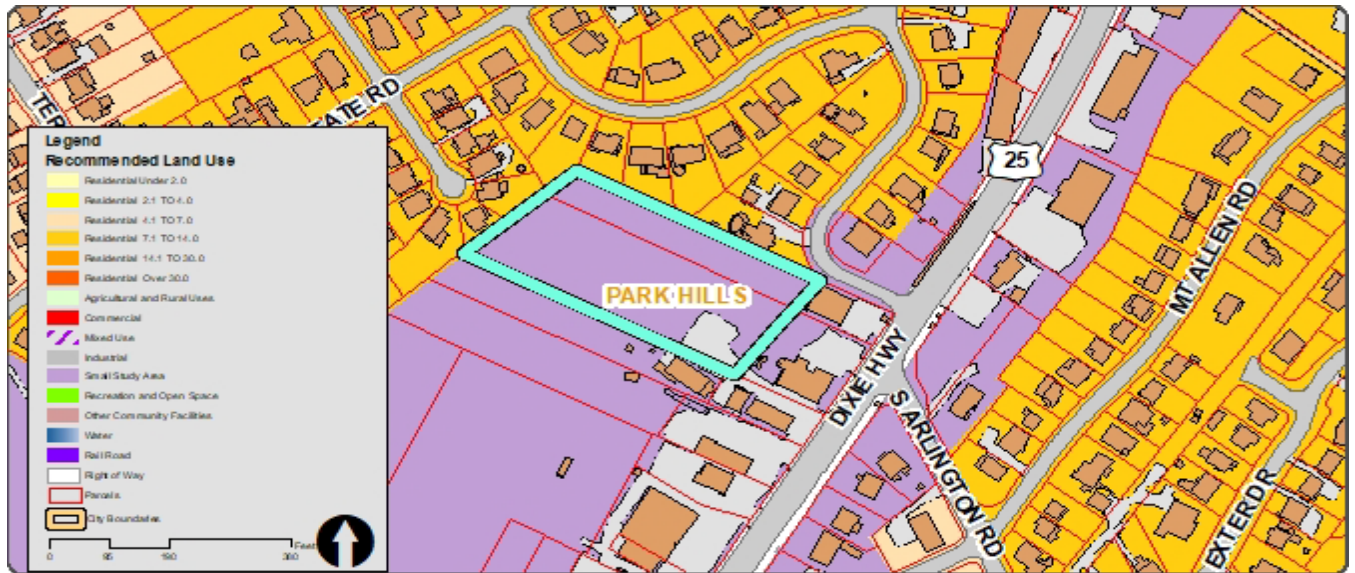 TER
TATE RD
25
MT ALLEN RD
PARK HILLS
DIXIE HWY
S ARLINGTON RD
EXTER DR
Legend
Recommended Land Use
Residential Under 2.0
Residential 2.1 TO 4.0
Residential 4.1 TO 7.0
Residential 7.1 TO 14.0
Residential 14.1 TO 30.0
Residential Over 30.0
Agricultural and Rural Uses
Commercial
Mixed Use
Industrial
Small Study Area
Recreation and Open Space
Other Community Facilities
Water
Rail Road
Right of Way
Parcels
City Boundaries
Feet
0 95 190 380